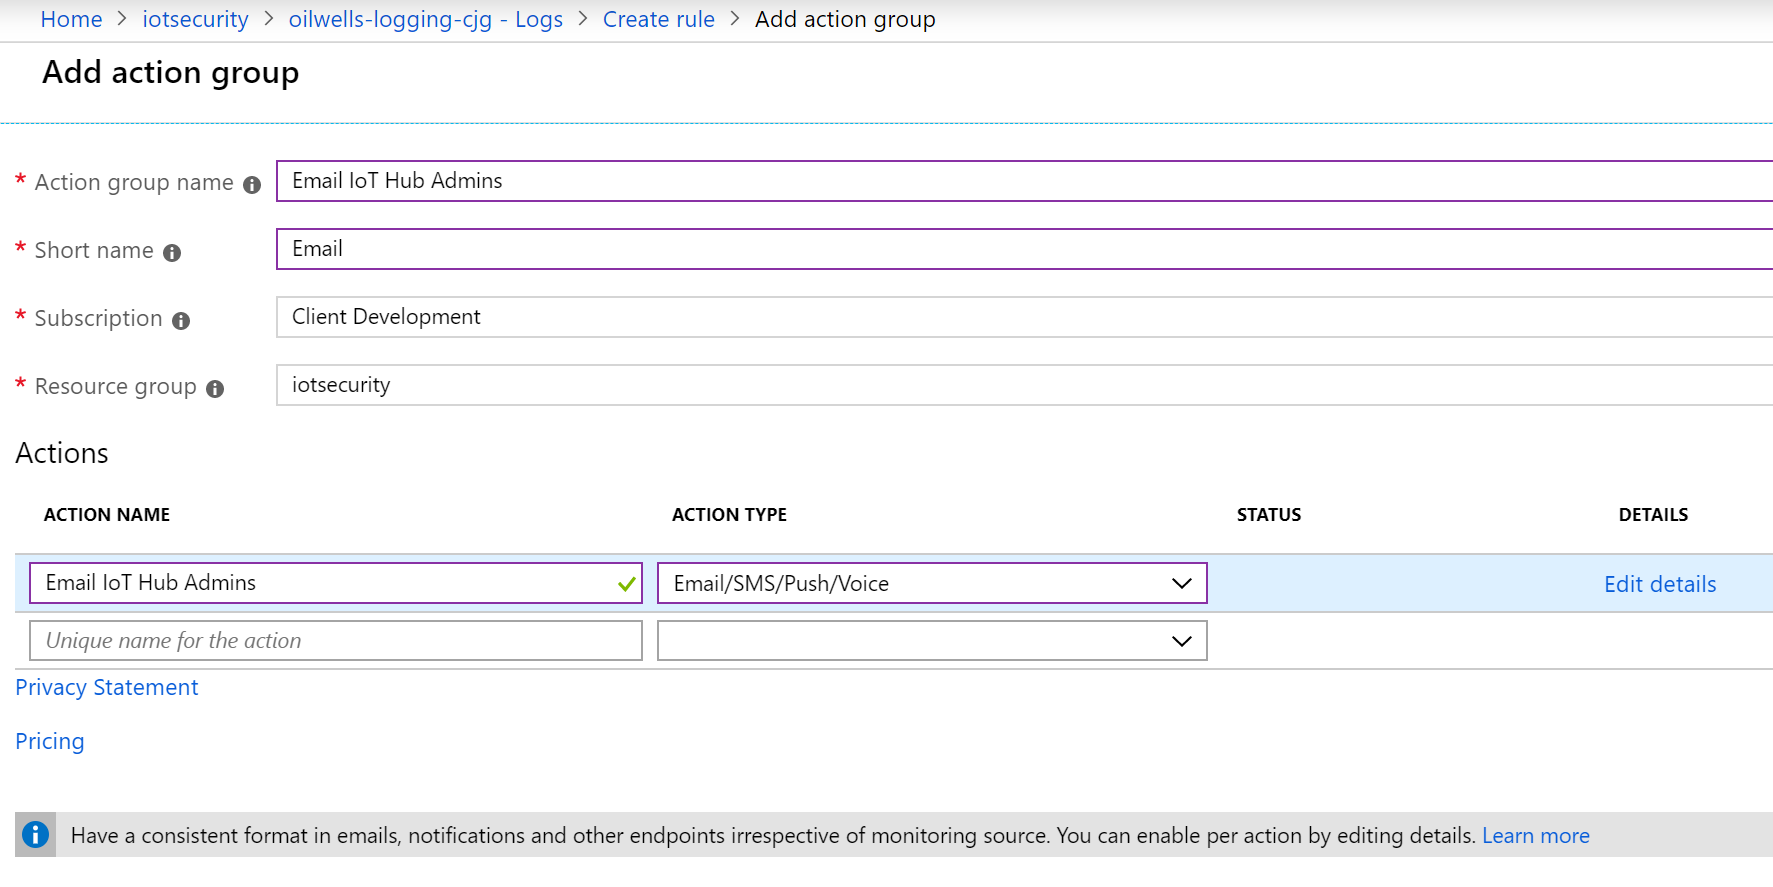 Home > iotsecurity > oilwells-logging-cjg - Logs > Create rule > Add action group
Add action group
* Action group name
Email IoT Hub Admins
* Short name
Email
* Subscription
Client Development
* Resource group
iotsecurity
Actions
ACTION NAME ACTION TYPE STATUS DETAILS
Email IoT Hub Admins Email/SMS/Push/Voice Edit details
Unique name for the action
Privacy Statement
Pricing
Have a consistent format in emails, notifications and other endpoints irrespective of monitoring source. You can enable per action by editing details. Learn more